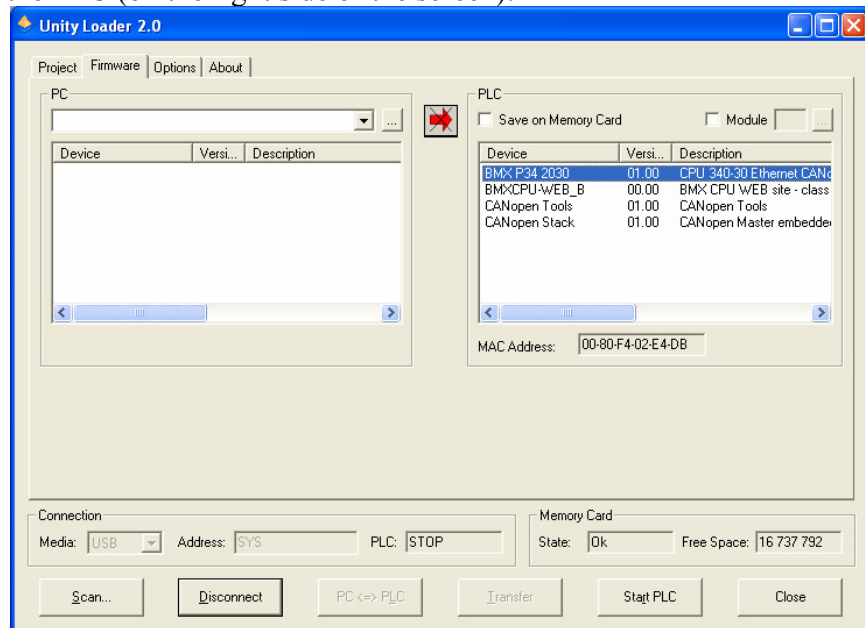 Unity Loader 2.0
Project Firmware Options About
PC
...
Device Versi... Description
PLC
Save on Memory Card Module ...
Device Versi... Description
BMX P34 2030 01.00 CPU 340-30 Ethernet CANo
BMXCPU-WEB_B 00.00 BMX CPU WEB site - class
CANopen Tools 01.00 CANopen Tools
CANopen Stack 01.00 CANopen Master embedde
MAC Address: 00-80-F4-02-E4-DB
Connection
Media: USB Address: SYS PLC: STOP
Memory Card
State: Ok Free Space: 16 737 792
Scan... Disconnect PC <=> PLC Transfer Start PLC Close